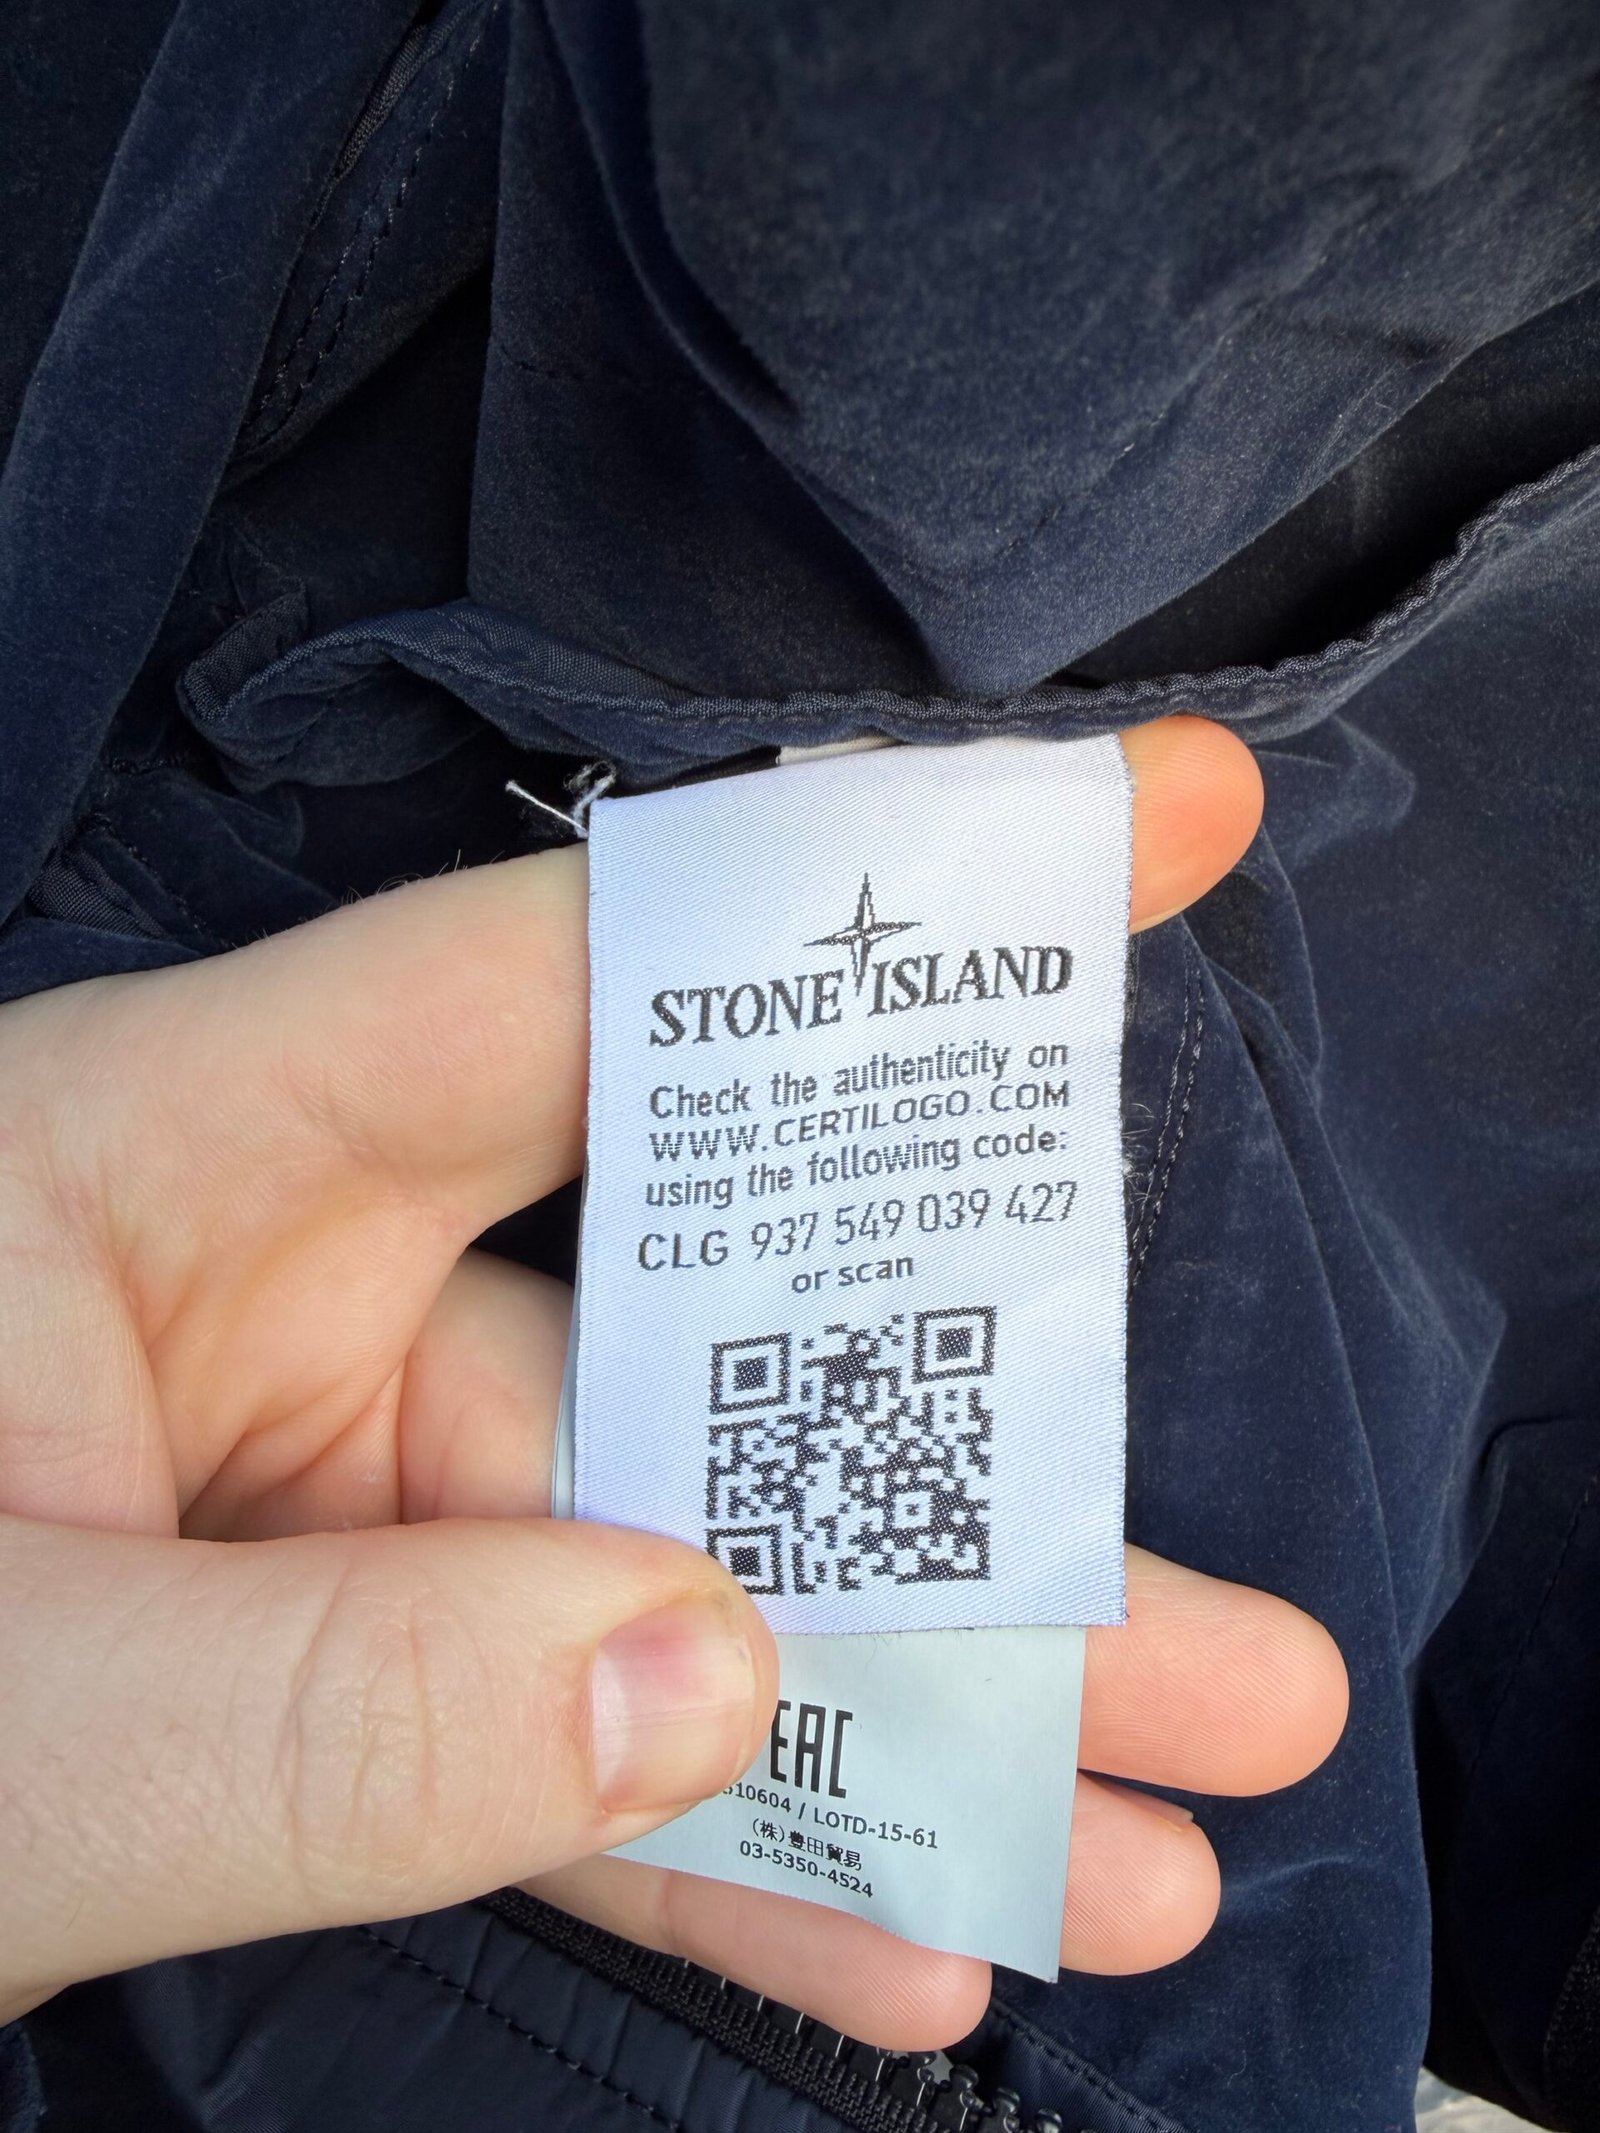 STONE ISLAND
Check the authenticity on
WWW.CERTILOGO.COM
using the following code:
CLG 937 549 039 427
or scan
EAC
10604 / LOTD-15-61
(株)豊田貿易
03-5350-4524